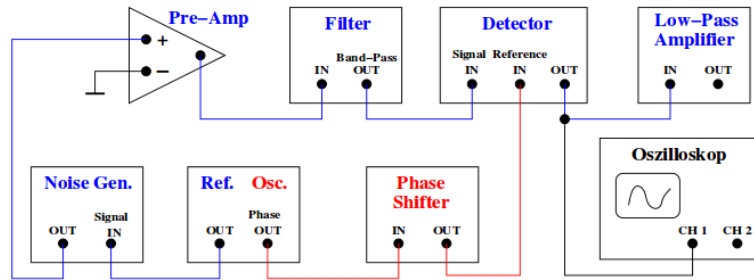 Pre-Amp
+
-
Filter
Band-Pass
IN OUT
Detector
Signal Reference
IN IN OUT
Low-Pass
Amplifier
IN OUT
Noise Gen.
Signal
OUT IN
Ref. Osc.
Phase
OUT OUT
Phase
Shifter
IN OUT
Oszilloskop
CH 1 CH 2